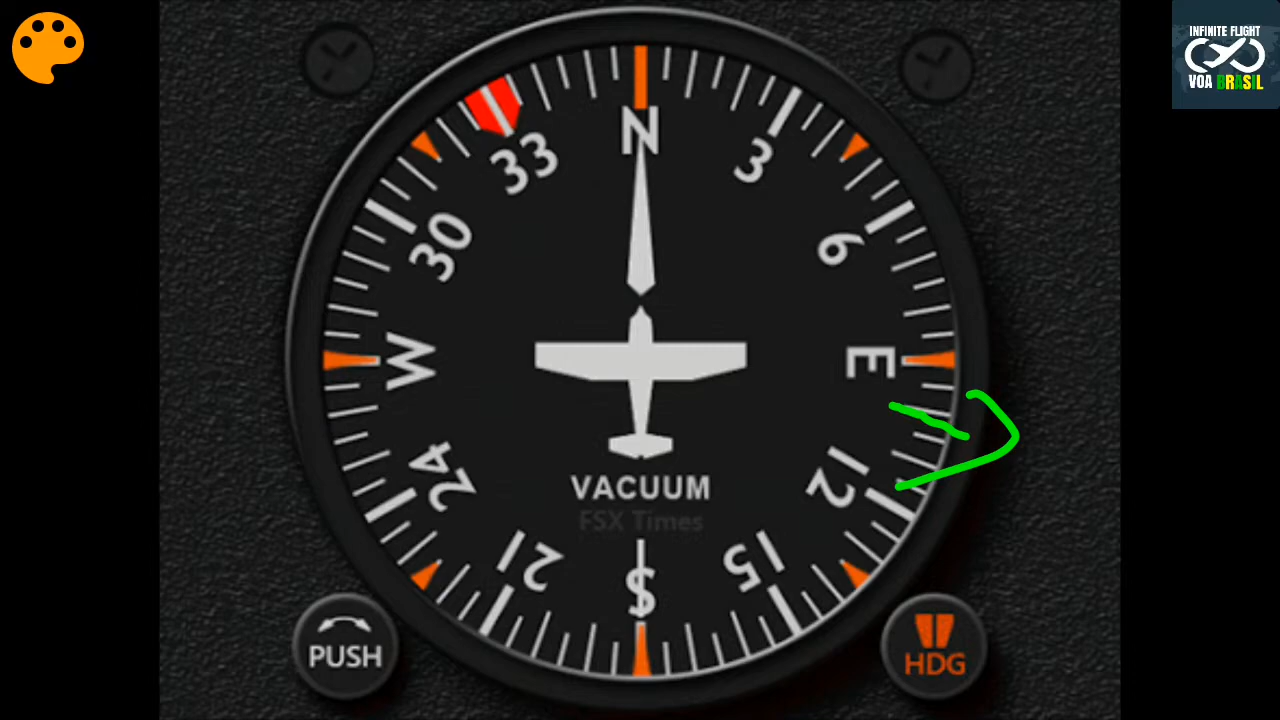 INFINITE FLIGHT
VOA BRASIL
N
33
3
30
6
W
E
24
12
VACUUM
FSX Times
21
S
15
PUSH
HDG